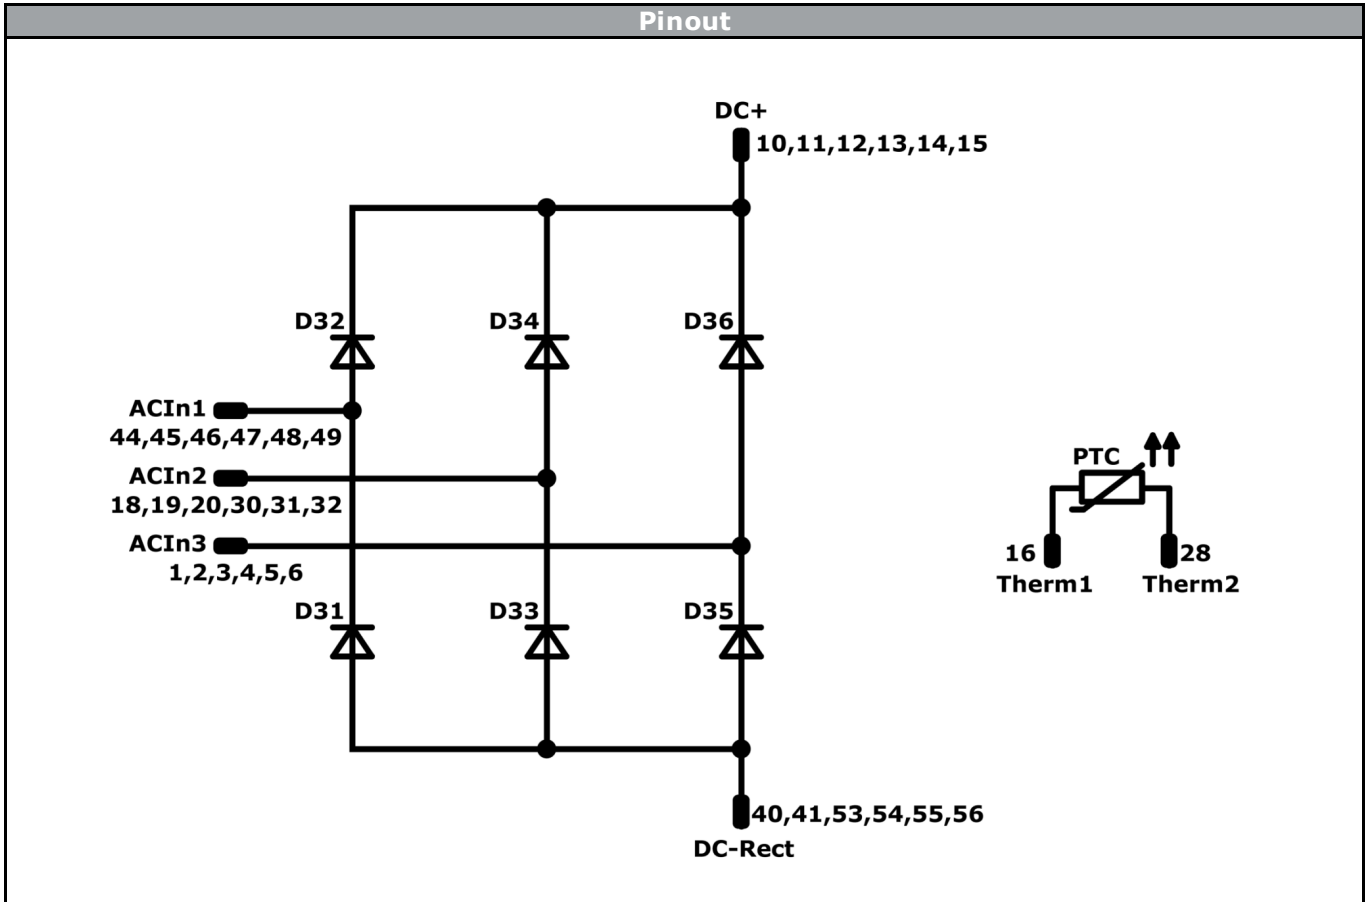 Pinout
DC+
10,11,12,13,14,15
D32
D34
D36
ACIn1
44,45,46,47,48,49
ACIn2
18,19,20,30,31,32
ACIn3
1,2,3,4,5,6
D31
D33
D35
PTC
16
28
Therm1
Therm2
40,41,53,54,55,56
DC-Rect